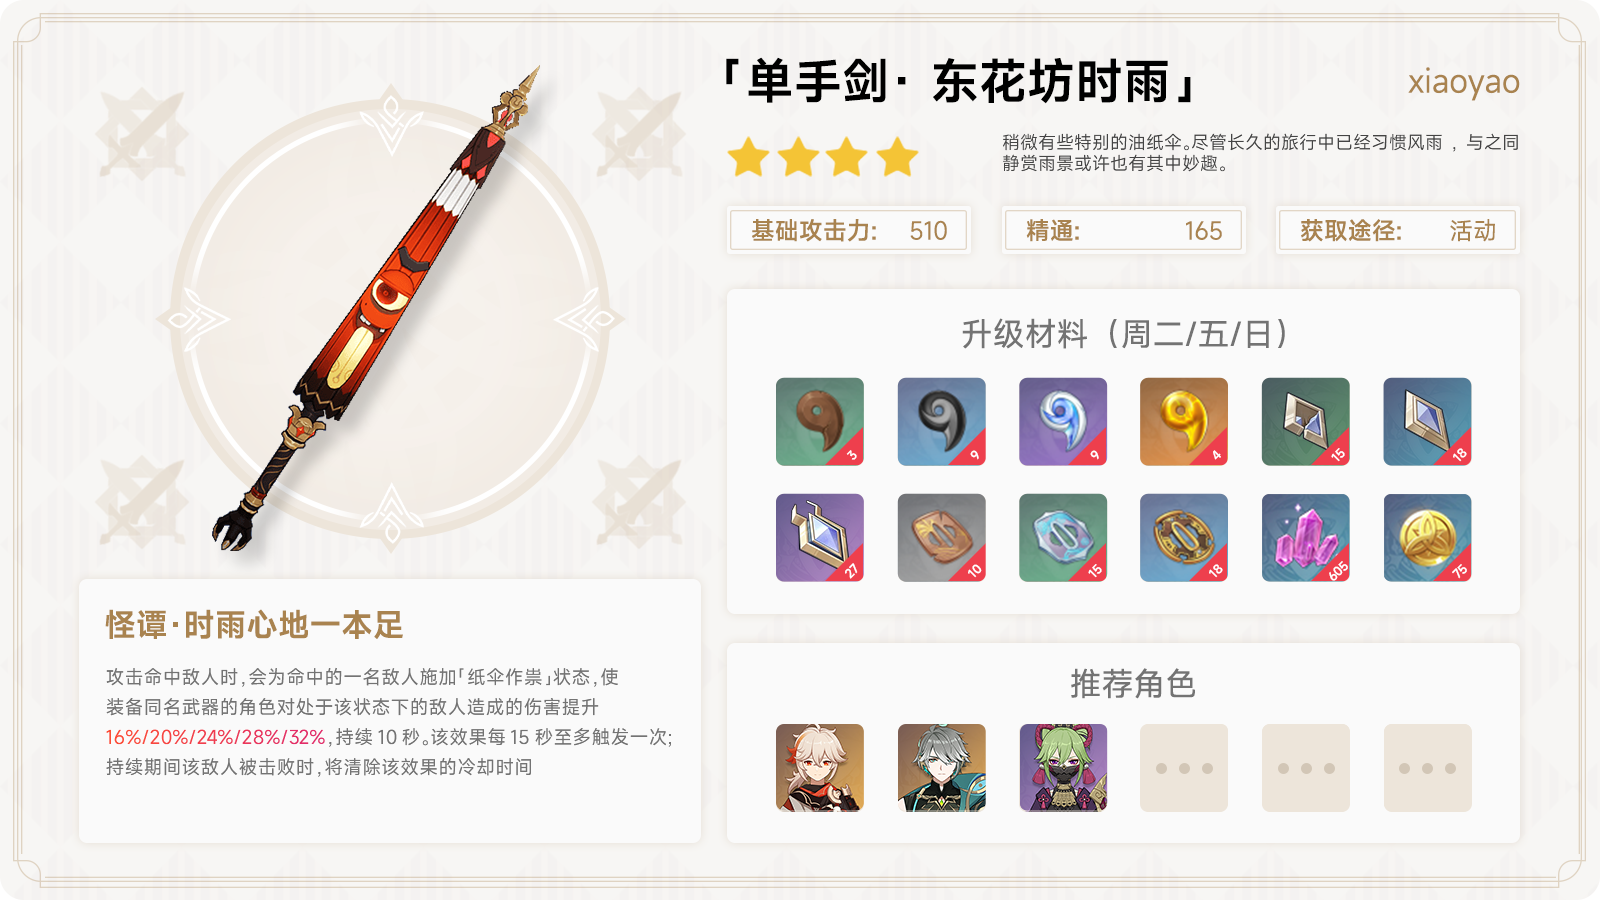 「单手剑· 东花坊时雨」
xiaoyao
稍微有些特别的油纸伞。尽管长久的旅行中已经习惯风雨，与之同
静赏雨景或许也有其中妙趣。
基础攻击力: 510
精通: 165
获取途径: 活动
升级材料（周二/五/日）
3 9 9 4 15 18
27 10 15 18 605 75
怪谭·时雨心地一本足
攻击命中敌人时,会为命中的一名敌人施加「纸伞作祟」状态,使
装备同名武器的角色对处于该状态下的敌人造成的伤害提升
16%/20%/24%/28%/32%,持续 10 秒。该效果每 15 秒至多触发一次;
持续期间该敌人被击败时,将清除该效果的冷却时间
推荐角色